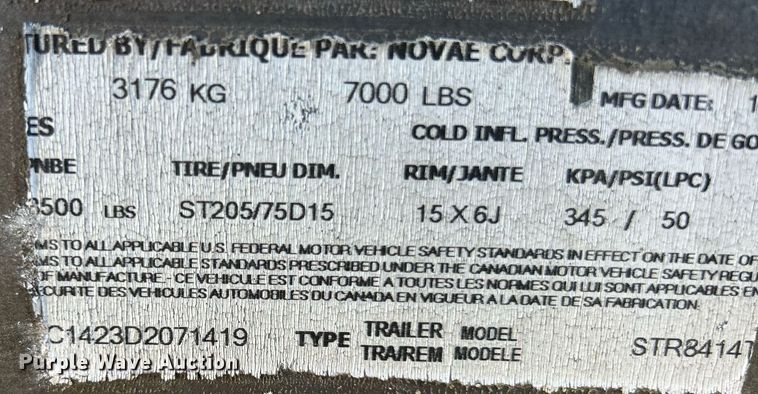 TURED BY/FABRIQUE PAR: NOVAE CORP.
3176 KG 7000 LBS MFG DATE: 1
ES COLD INFL. PRESS./PRESS. DE GO
NBE TIRE/PNEU DIM. RIM/JANTE KPA/PSI(LPC)
3500 LBS ST205/75D15 15 X 6J 345 / 50
MS TO ALL APPLICABLE U.S. FEDERAL MOTOR VEHICLE SAFETY STANDARDS IN EFFECT ON THE DATE OF
MS TO ALL APPLICABLE STANDARDS PRESCRIBED UNDER THE CANADIAN MOTOR VEHICLE SAFETY REGU
OF MANUFACTURE - CE VEHICULE EST CONFORME A TOUTES LES NORMES QUI LUI SONT APPLICABLES EN
ECURITE DES VEHICULES AUTOMOBILES DU CANADA EN VIGUEUR A LA DATE DE SA FABRICATION.
C1423D2071419 TYPE TRAILER MODEL STR8414T
TRA/REM MODELE
Purple Wave Auction